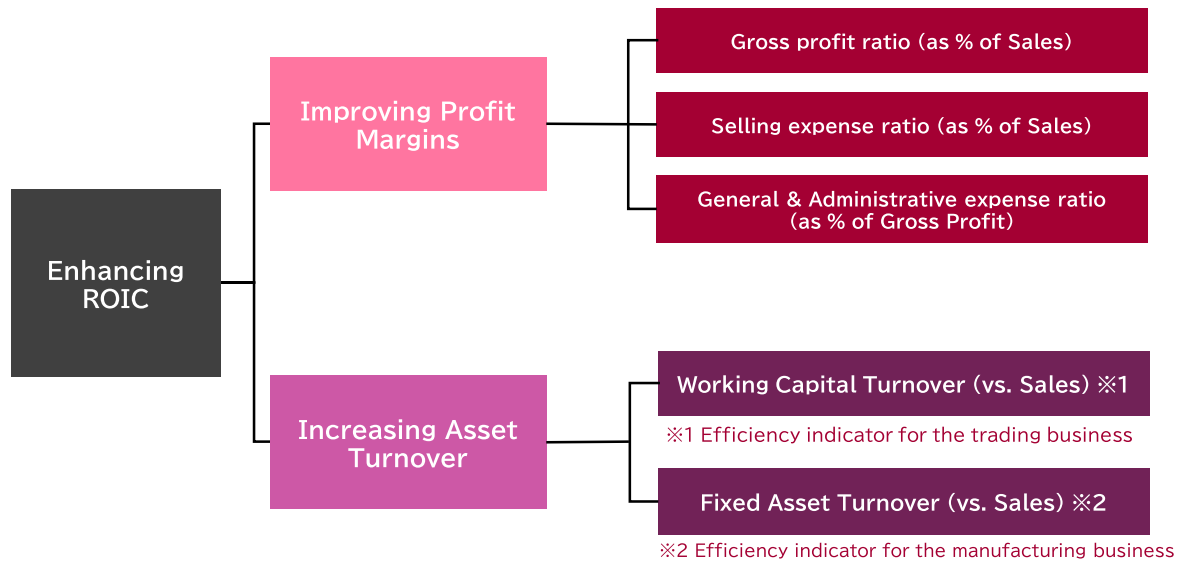 Enhancing
ROIC
Improving Profit
Margins
Gross profit ratio (as % of Sales)
Selling expense ratio (as % of Sales)
General & Administrative expense ratio
(as % of Gross Profit)
Increasing Asset
Turnover
Working Capital Turnover (vs. Sales) ※1
※1 Efficiency indicator for the trading business
Fixed Asset Turnover (vs. Sales) ※2
※2 Efficiency indicator for the manufacturing business